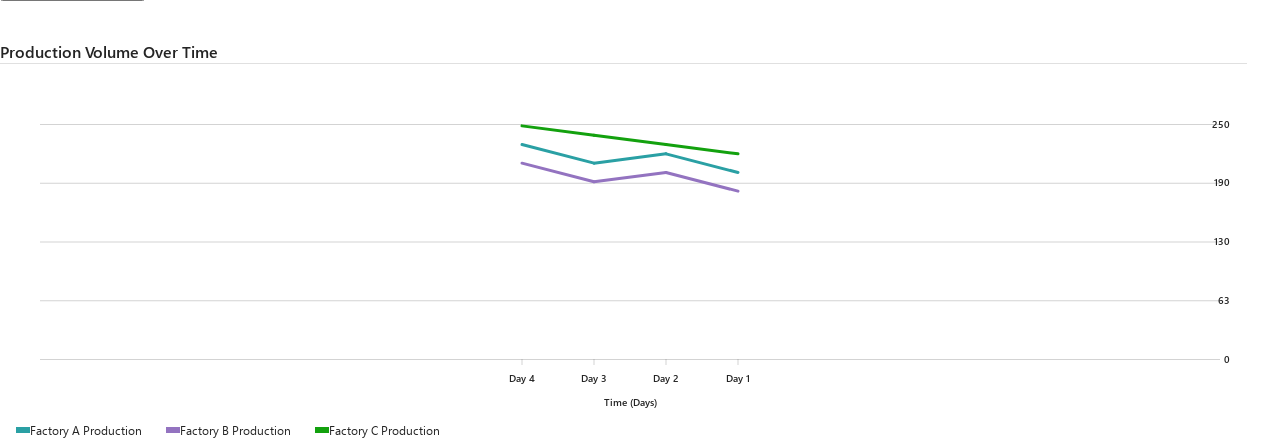 Production Volume Over Time
250
190
130
63
0
Day 4 Day 3 Day 2 Day 1
Time (Days)
Factory A Production Factory B Production Factory C Production